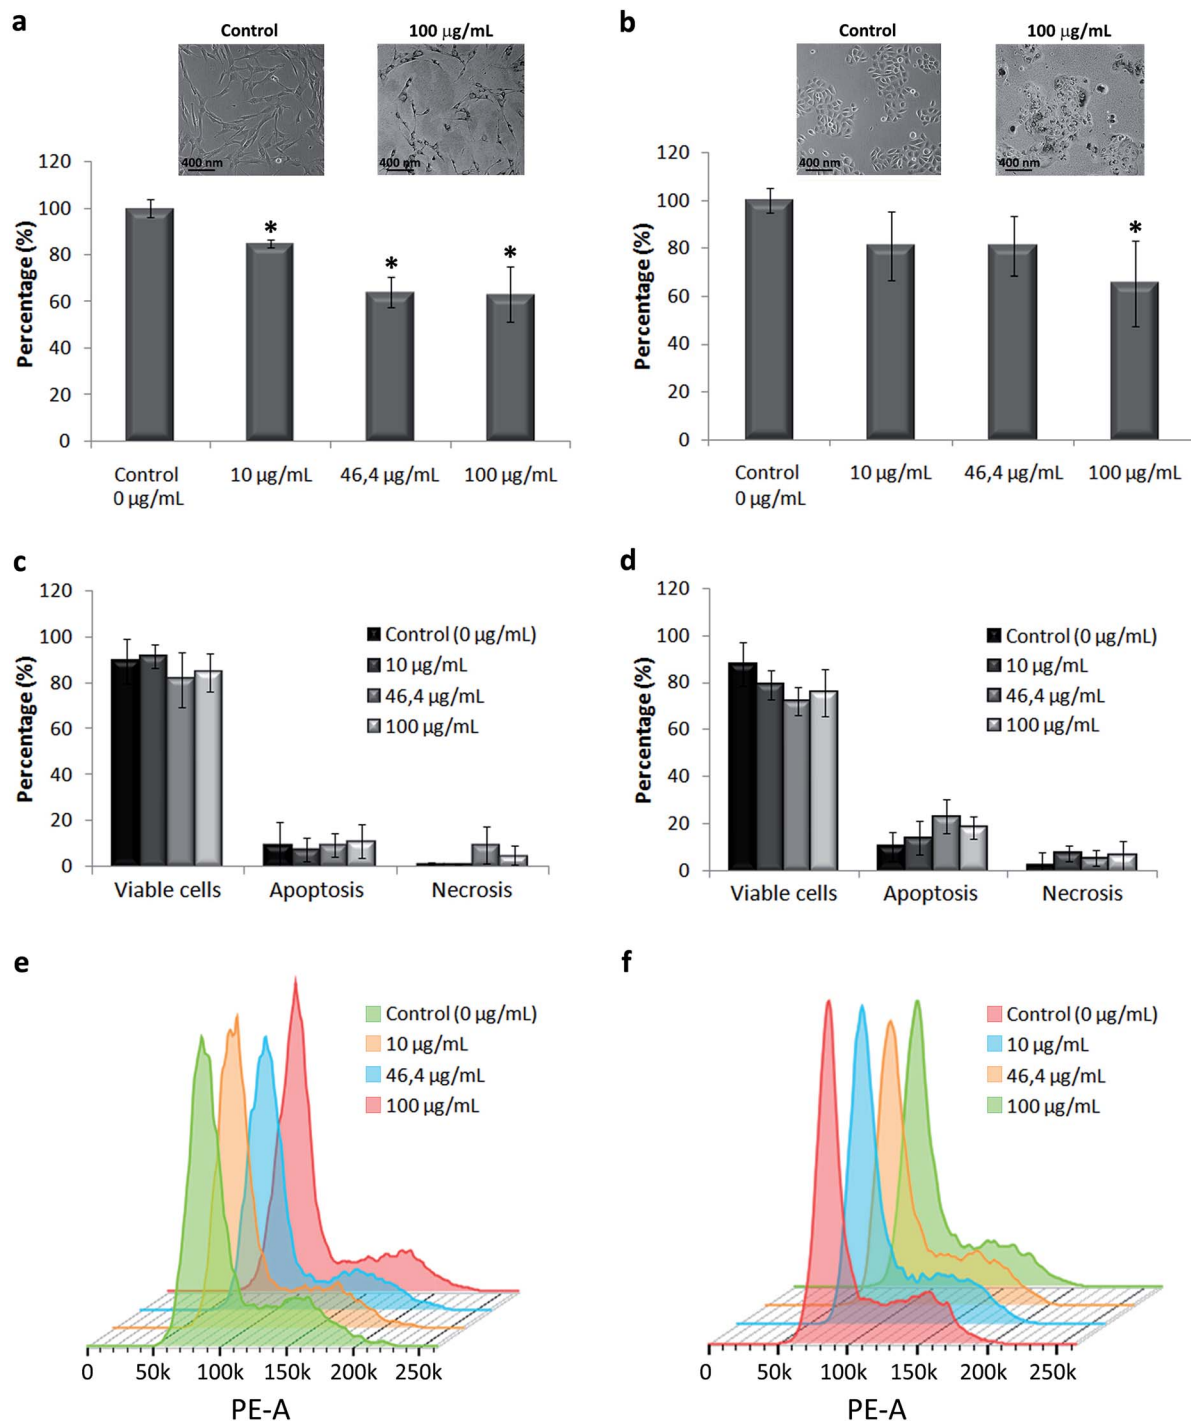 a
Control
100 µg/mL
400 nm
400 nm
Percentage (%)
120
100
80
60
40
20
0
*
*
*
Control
0 µg/mL
10 µg/mL
46,4 µg/mL
100 µg/mL
b
Control
100 µg/mL
400 nm
400 nm
Percentage (%)
120
100
80
60
40
20
0
*
Control
0 µg/mL
10 µg/mL
46,4 µg/mL
100 µg/mL
c
Percentage (%)
120
100
80
60
40
20
0
Control (0 µg/mL)
10 µg/mL
46,4 µg/mL
100 µg/mL
Viable cells
Apoptosis
Necrosis
d
Percentage (%)
120
100
80
60
40
20
0
Control (0 µg/mL)
10 µg/mL
46,4 µg/mL
100 µg/mL
Viable cells
Apoptosis
Necrosis
e
Control (0 µg/mL)
10 µg/mL
46,4 µg/mL
100 µg/mL
0 50k 100k 150k 200k 250k
PE-A
f
Control (0 µg/mL)
10 µg/mL
46,4 µg/mL
100 µg/mL
0 50k 100k 150k 200k 250k
PE-A